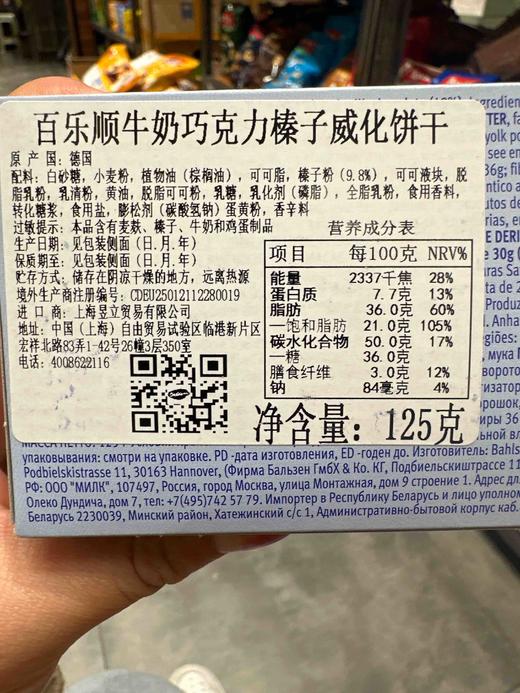 百乐顺牛奶巧克力榛子威化饼干
原 产 国：德国
配料：白砂糖，小麦粉，植物油（棕榈油），可可脂，榛子粉（9.8%），可可液块，脱
脂乳粉，乳清粉，黄油，脱脂可可粉，乳糖，乳化剂（磷脂），全脂乳粉，食用香料，
转化糖浆，食用盐，膨松剂（碳酸氢钠）蛋黄粉，香辛料
过敏提示：本品含有麦麸、榛子、牛奶和鸡蛋制品
生产日期：见包装侧面（日.月.年）
保质期至：见包装侧面（日.月.年）
贮存方式：储存在阴凉干燥的地方，远离热源
境外生产商注册编号：CDEU25012112280019
进 口 商：上海昱立贸易有限公司
地址：中国（上海）自由贸易试验区临港新片区
宏祥北路83弄1-42号26幢3层350室
电话：4008622116
营养成分表
项目 每100克 NRV%
能量 2337千焦 28%
蛋白质 7.7克 13%
脂肪 36.0克 60%
—饱和脂肪 21.0克 105%
碳水化合物 50.0克 17%
—糖 36.0克
膳食纤维 3.0克 12%
钠 84毫克 4%
净含量：125克
упаковывания: смотри на упаковке. PD -дата изготовления, ED -годен до. Изготовитель: Bahls
Podbielskistrasse 11, 30163 Hannover, (Фирма Бальзен ГмбХ & Ко. КГ, Подбильскиштрассе 11
РФ: ООО "МИЛК", 107497, Россия, город Москва, улица Монтажная, дом 9 строение 1. Адрес дл
Олеко Дундича, дом 7, тел.+7(495)742 57 79. Импортер в Республику Беларусь и лицо уполном
Беларусь 2230039, Минский район, Хатежинский с/с 1, Административно-бытовой корпус каб.